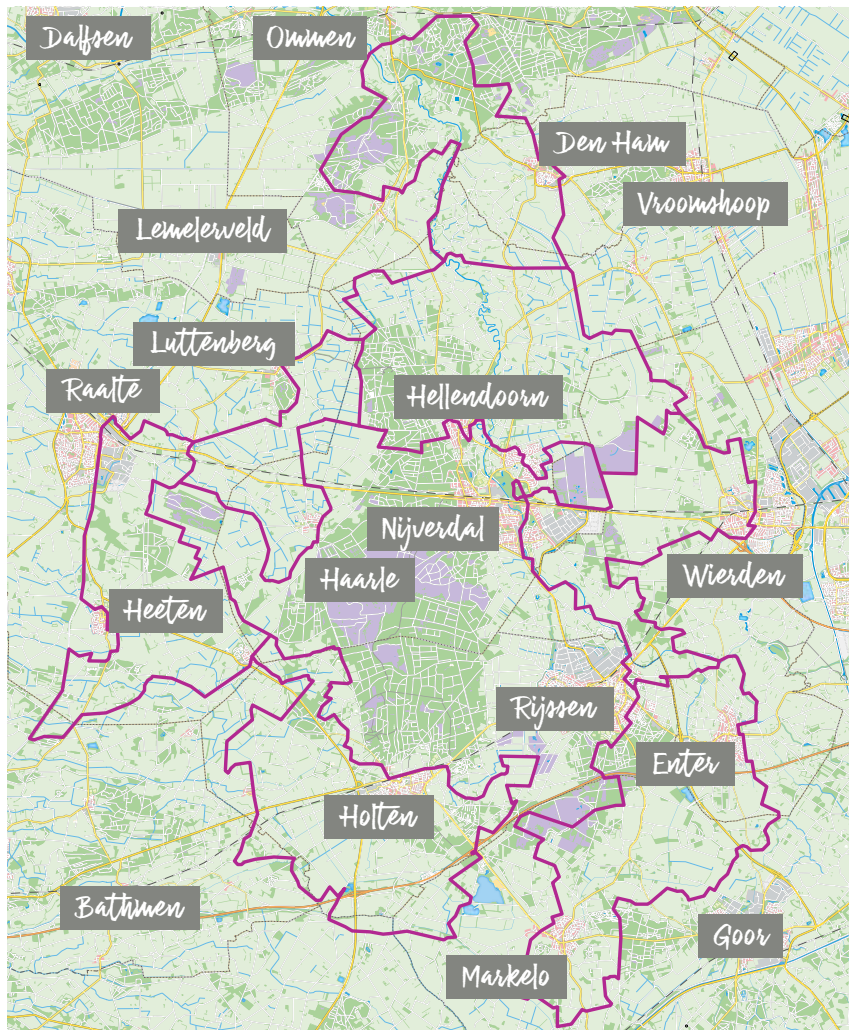 Dalfsen
Ommen
Den Ham
Vroomshoop
Lemelerveld
Luttenberg
Raalte
Hellendoorn
Nijverdal
Haarle
Wierden
Heeten
Rijssen
Enter
Holten
Bathmen
Goor
Markelo